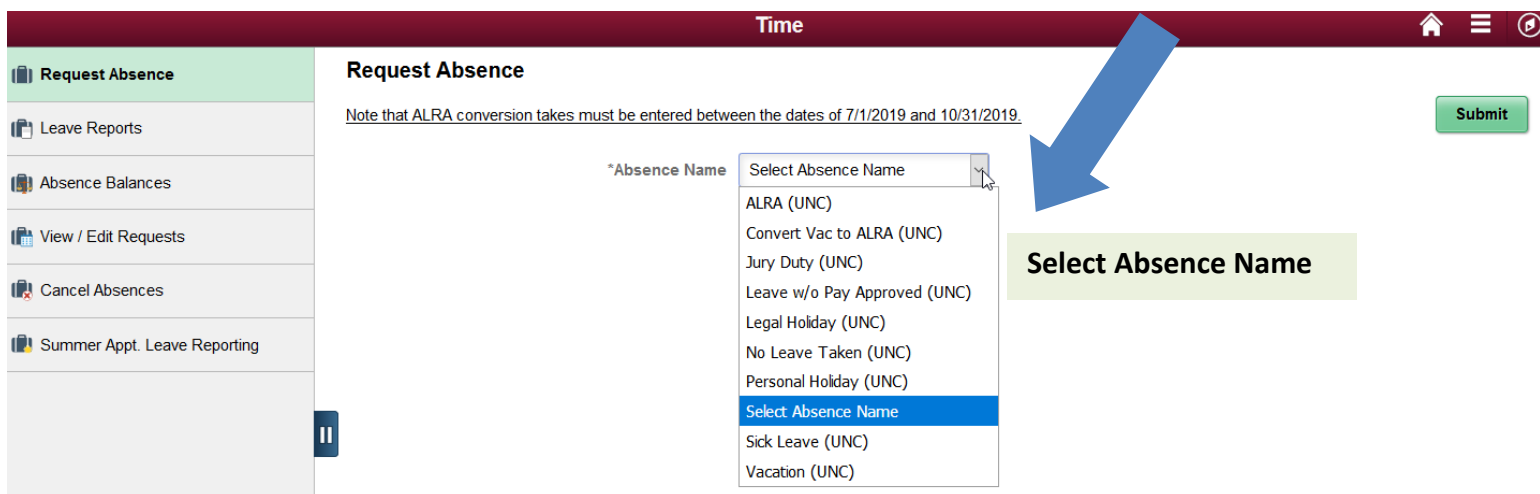 Time
Request Absence
Leave Reports
Absence Balances
View / Edit Requests
Cancel Absences
Summer Appt. Leave Reporting
Request Absence
Note that ALRA conversion takes must be entered between the dates of 7/1/2019 and 10/31/2019.
Submit
*Absence Name
Select Absence Name
ALRA (UNC)
Convert Vac to ALRA (UNC)
Jury Duty (UNC)
Leave w/o Pay Approved (UNC)
Legal Holiday (UNC)
No Leave Taken (UNC)
Personal Holiday (UNC)
Select Absence Name
Sick Leave (UNC)
Vacation (UNC)
Select Absence Name